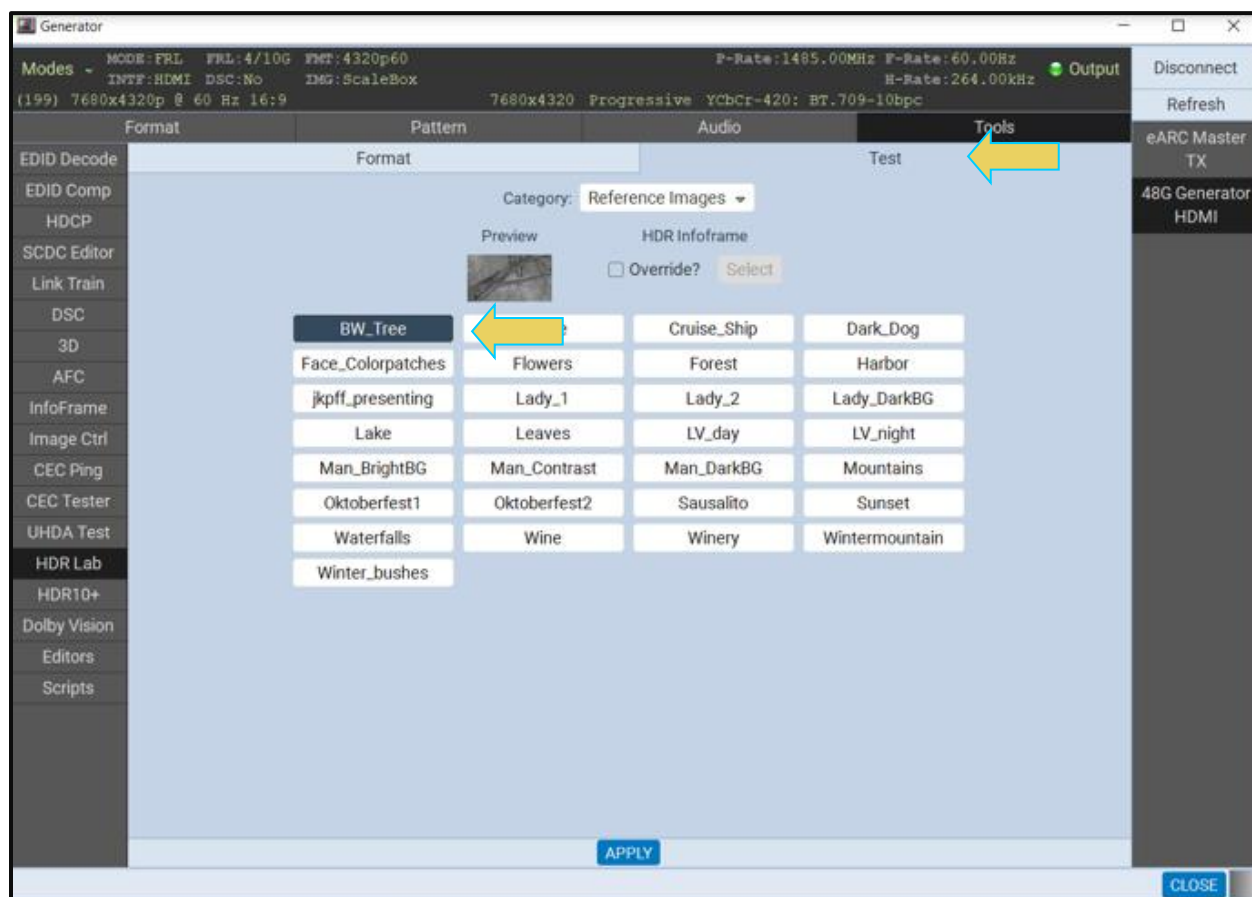 Generator
Modes MODE:FRL FRL:4/10G FMT:4320p60 P-Rate:1485.00MHz F-Rate:60.00Hz Output
INTF:HDMI DSC:No IMG:ScaleBox H-Rate:264.00kHz
(199) 7680x4320p @ 60 Hz 16:9 7680x4320 Progressive YCbCr-420: BT.709-10bpc
Disconnect
Refresh
eARC Master
TX
48G Generator
HDMI
Format Pattern Audio Tools
EDID Decode
EDID Comp
HDCP
SCDC Editor
Link Train
DSC
3D
AFC
InfoFrame
Image Ctrl
CEC Ping
CEC Tester
UHDA Test
HDR Lab
HDR10+
Dolby Vision
Editors
Scripts
Format Test
Category: Reference Images
Preview HDR Infoframe
Override? Select
BW_Tree Cruise_Ship Dark_Dog
Face_Colorpatches Flowers Forest Harbor
jkpff_presenting Lady_1 Lady_2 Lady_DarkBG
Lake Leaves LV_day LV_night
Man_BrightBG Man_Contrast Man_DarkBG Mountains
Oktoberfest1 Oktoberfest2 Sausalito Sunset
Waterfalls Wine Winery Wintermountain
Winter_bushes
APPLY
CLOSE